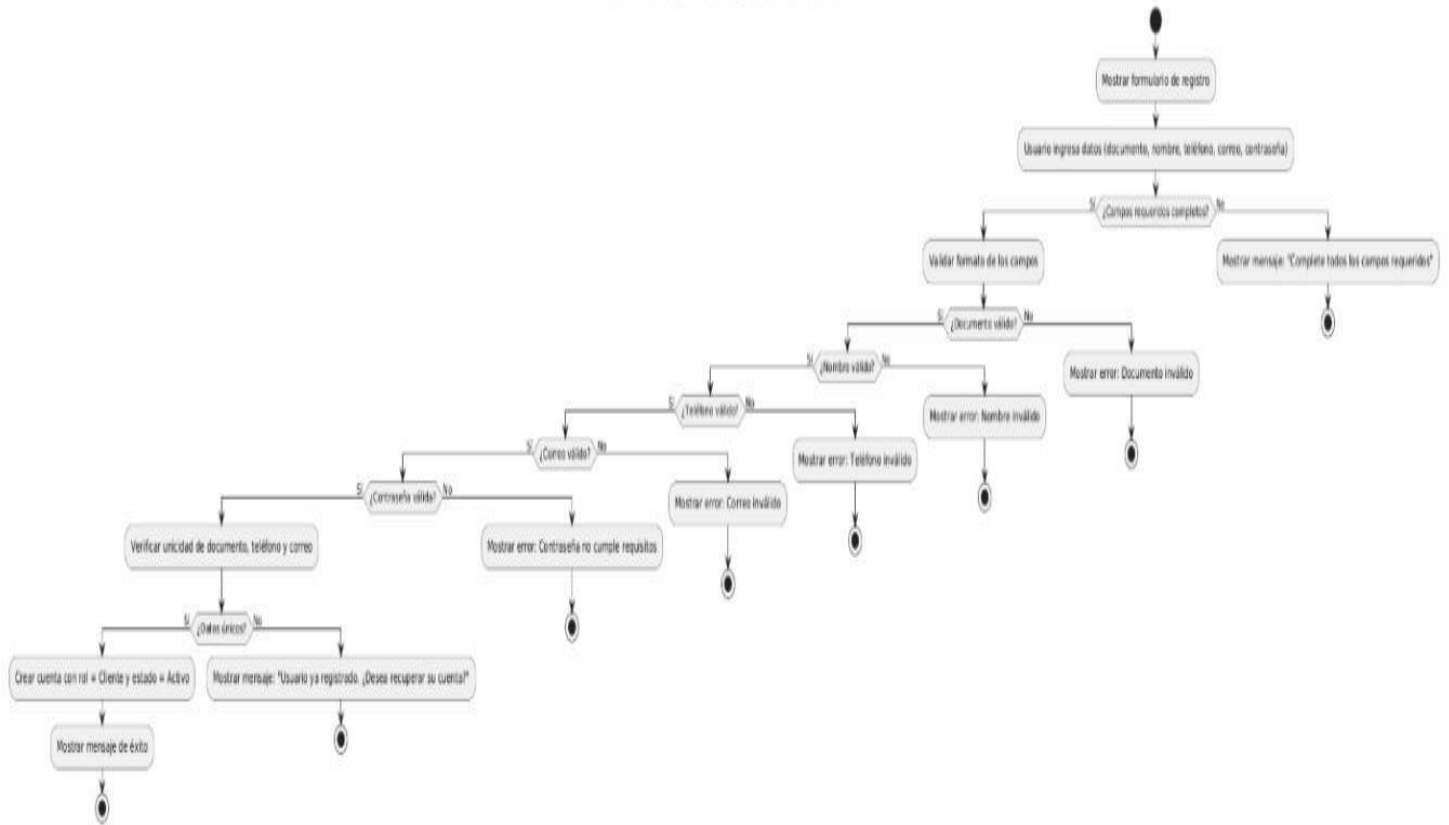 Mostrar formulario de registro
Usuario ingresa datos (documento, nombre, teléfono, correo, contraseña)
Sí
¿Campos requeridos completos?
No
Validar formato de los campos
Mostrar mensaje: "Complete todos los campos requeridos"
Sí
¿Documento válido?
No
Sí
¿Nombre válido?
No
Mostrar error: Documento inválido
Sí
¿Teléfono válido?
No
Mostrar error: Nombre inválido
Sí
¿Correo válido?
No
Mostrar error: Teléfono inválido
Sí
¿Contraseña válida?
No
Mostrar error: Correo inválido
Verificar unicidad de documento, teléfono y correo
Mostrar error: Contraseña no cumple requisitos
Sí
¿Datos únicos?
No
Crear cuenta con rol = Cliente y estado = Activo
Mostrar mensaje: "Usuario ya registrado. ¿Desea recuperar su cuenta?"
Mostrar mensaje de éxito